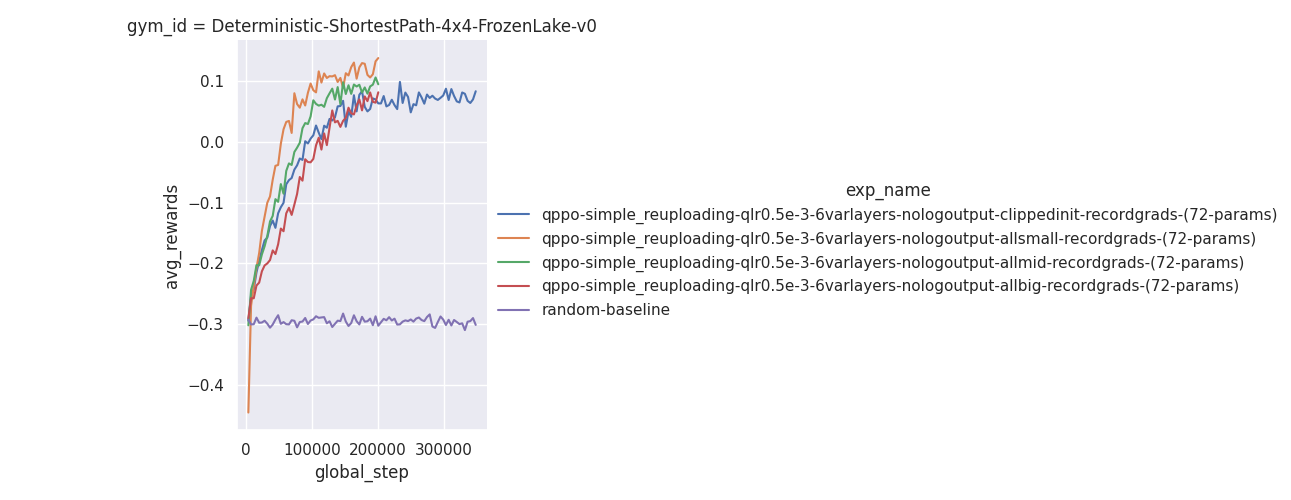 gym_id = Deterministic-ShortestPath-4x4-FrozenLake-v0
avg_rewards
0.1
0.0
−0.1
−0.2
−0.3
−0.4
0 100000 200000 300000
global_step
exp_name
qppo-simple_reuploading-qlr0.5e-3-6varlayers-nologoutput-clippedinit-recordgrads-(72-params)
qppo-simple_reuploading-qlr0.5e-3-6varlayers-nologoutput-allsmall-recordgrads-(72-params)
qppo-simple_reuploading-qlr0.5e-3-6varlayers-nologoutput-allmid-recordgrads-(72-params)
qppo-simple_reuploading-qlr0.5e-3-6varlayers-nologoutput-allbig-recordgrads-(72-params)
random-baseline